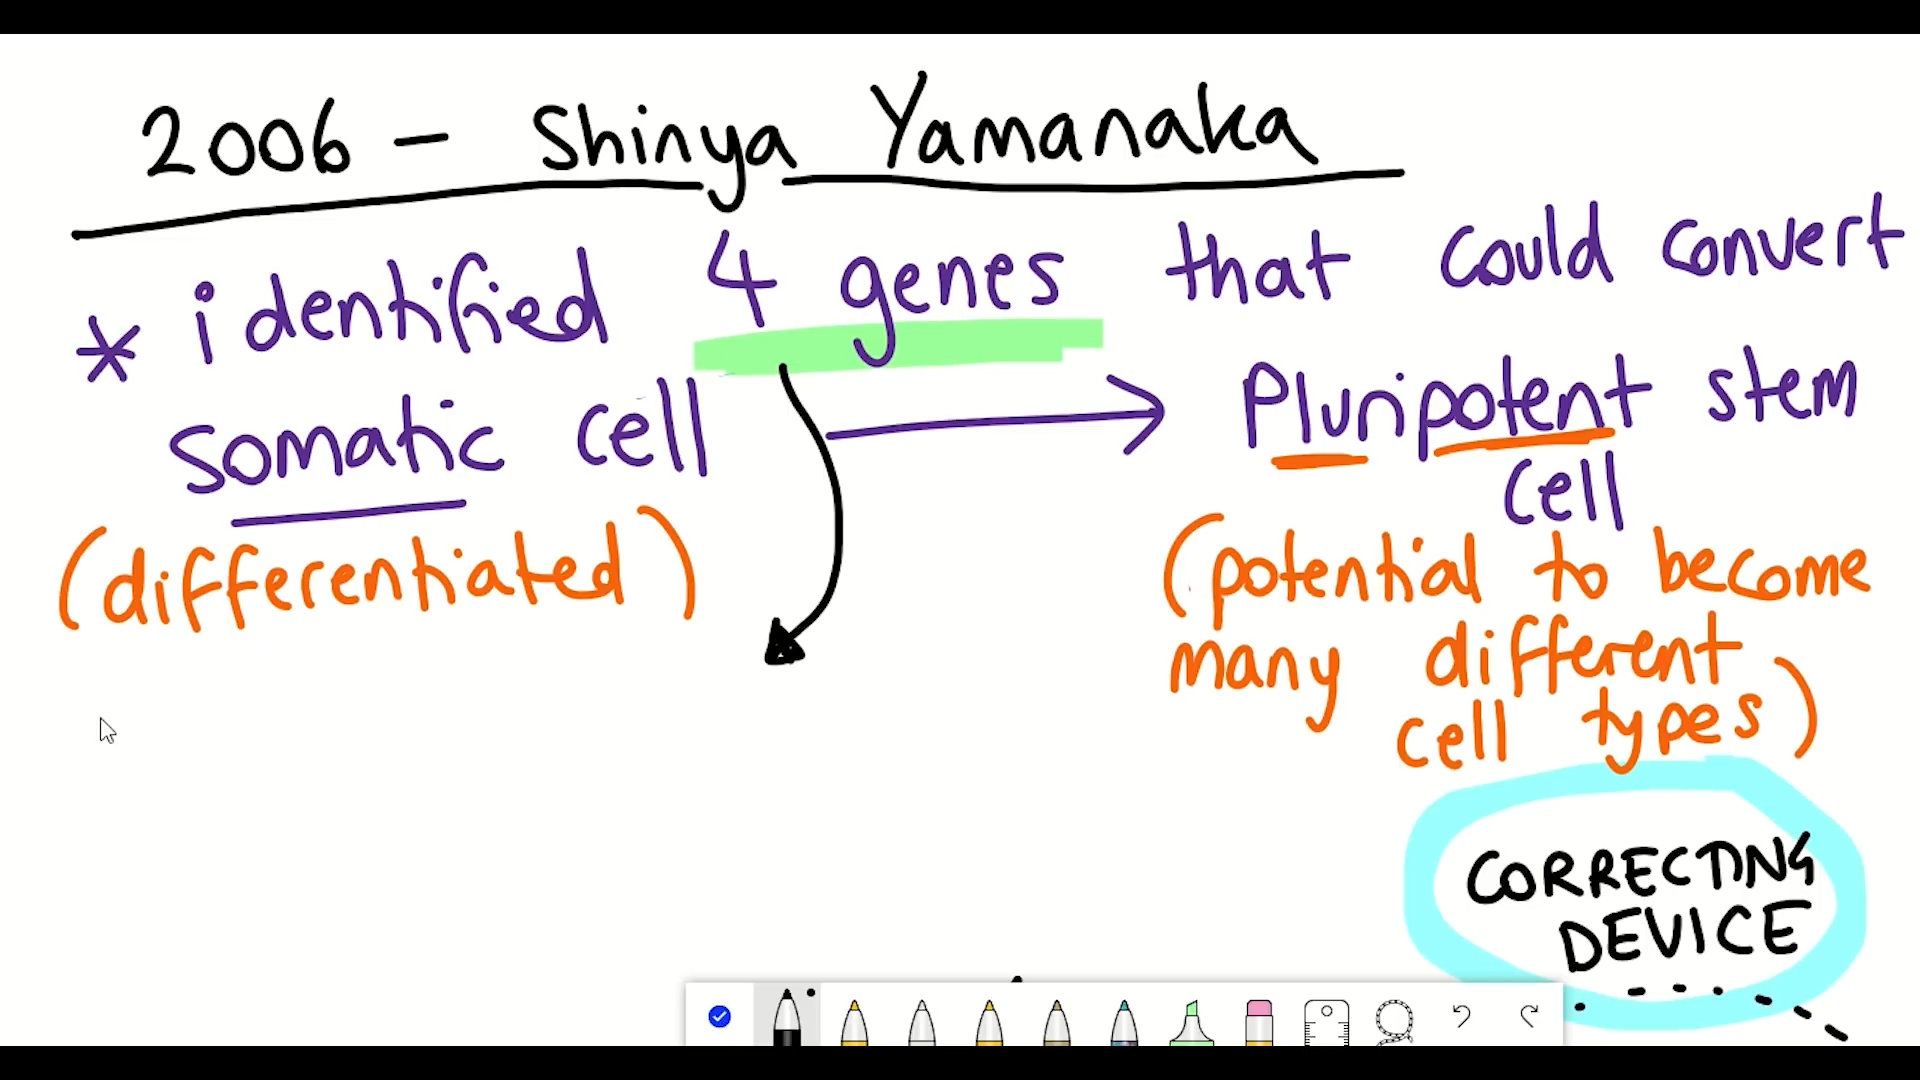 2006 - Shinya Yamanaka
* identified 4 genes that could convert
somatic cell → Pluripotent stem
cell
(differentiated)
(potential to become
many different
cell types)
CORRECTING
DEVICE